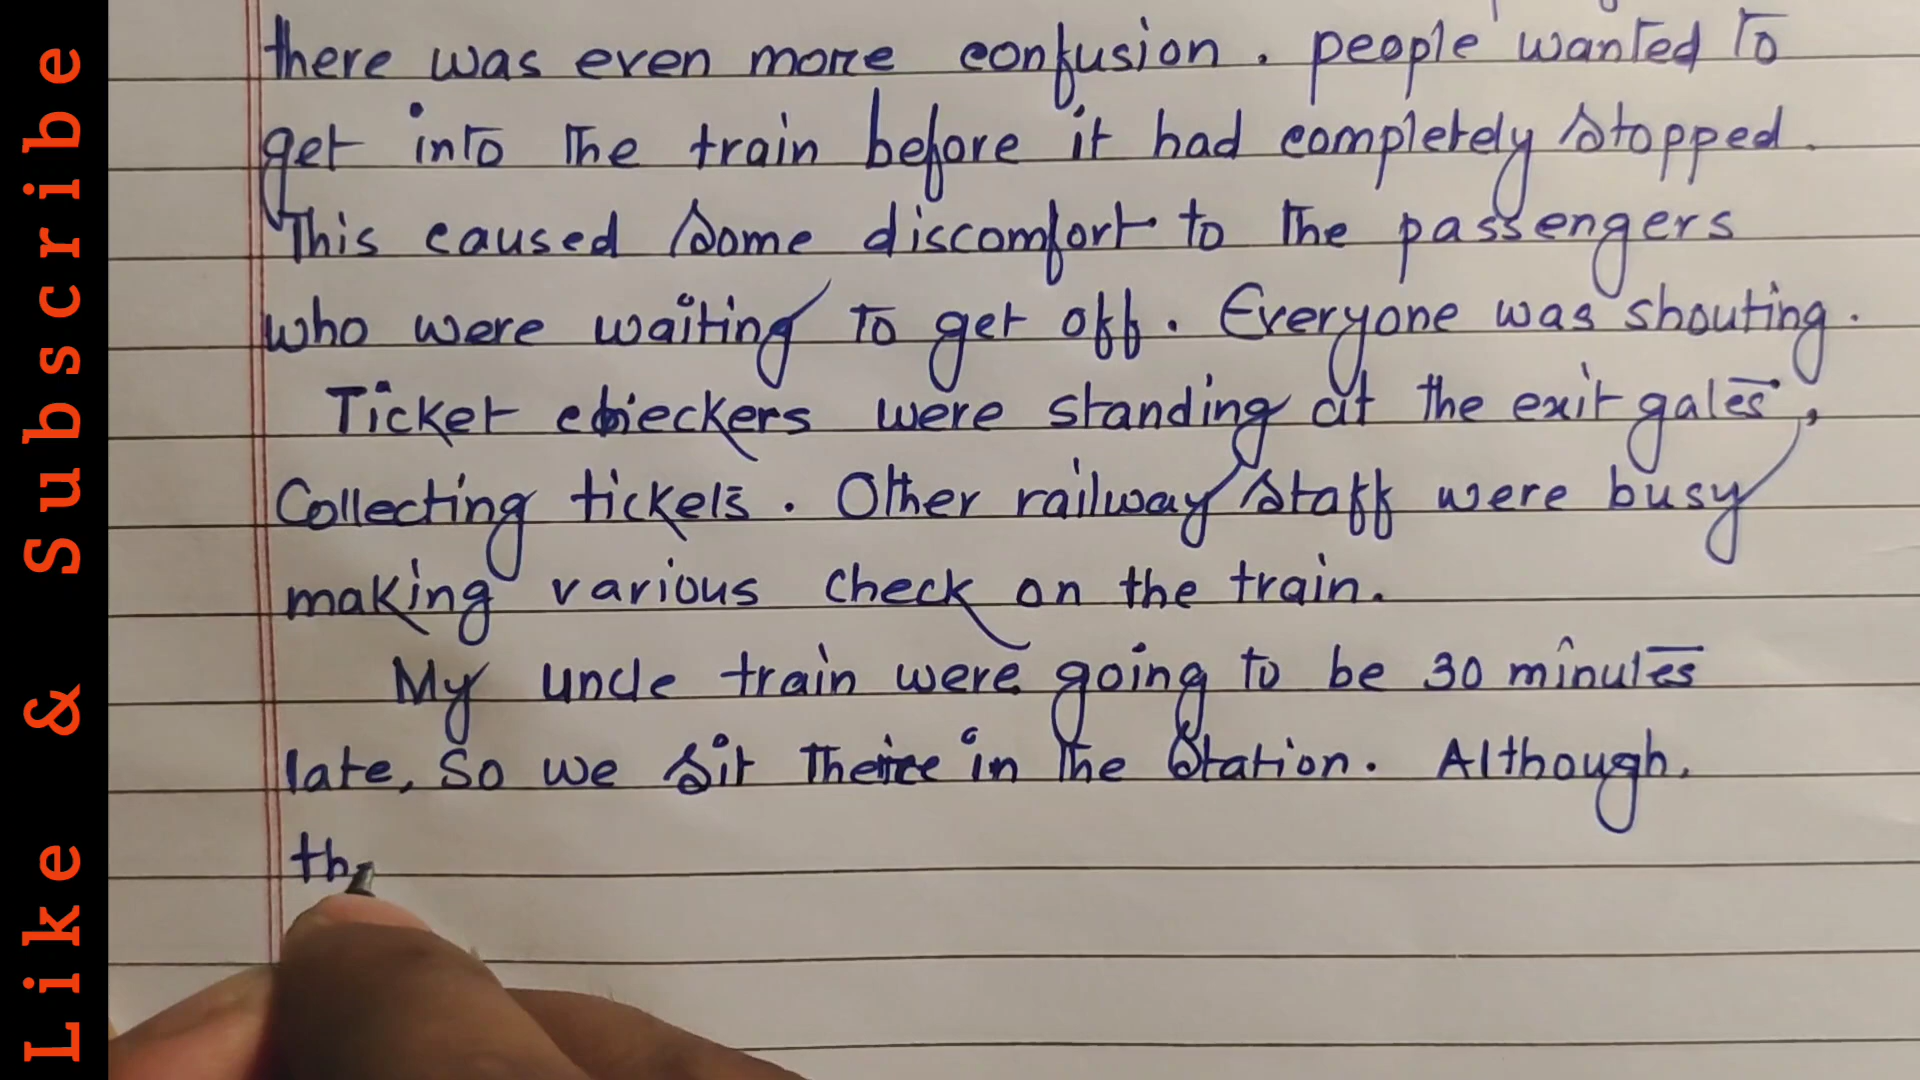 Like & Subscribe
there was even more confusion. people wanted to
get into the train before it had completely stopped.
This caused some discomfort to the passengers
who were waiting to get off. Everyone was shouting.
Ticket checkers were standing at the exit gates,
Collecting tickets. Other railway staff were busy
making various check on the train.
My uncle train were going to be 30 minutes
late, So we sit there in the station. Although,
th